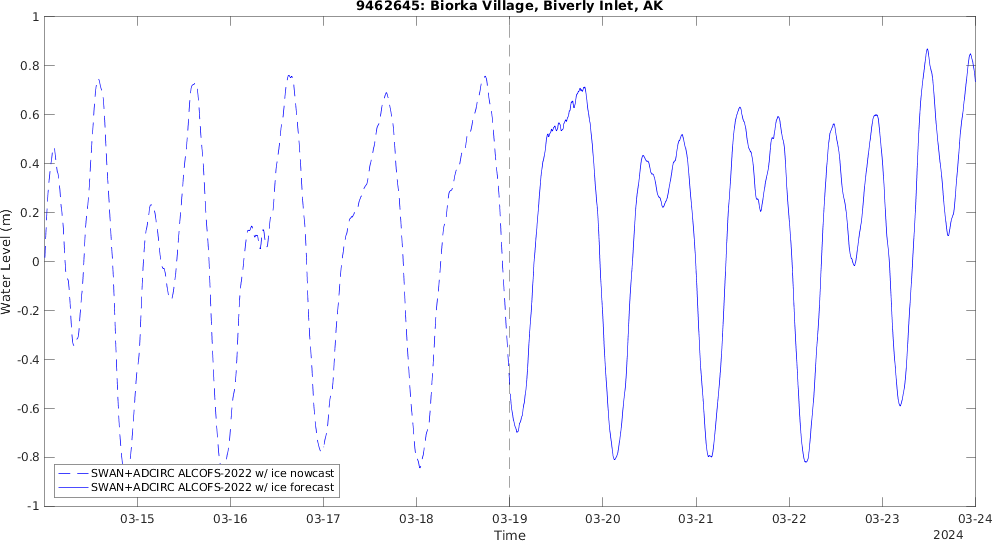 9462645: Biorka Village, Biverly Inlet, AK
1
0.8
0.6
0.4
0.2
0
-0.2
-0.4
-0.6
-0.8
-1
Water Level (m)
SWAN+ADCIRC ALCOFS-2022 w/ ice nowcast
SWAN+ADCIRC ALCOFS-2022 w/ ice forecast
03-15 03-16 03-17 03-18 03-19 03-20 03-21 03-22 03-23 03-24
Time
2024